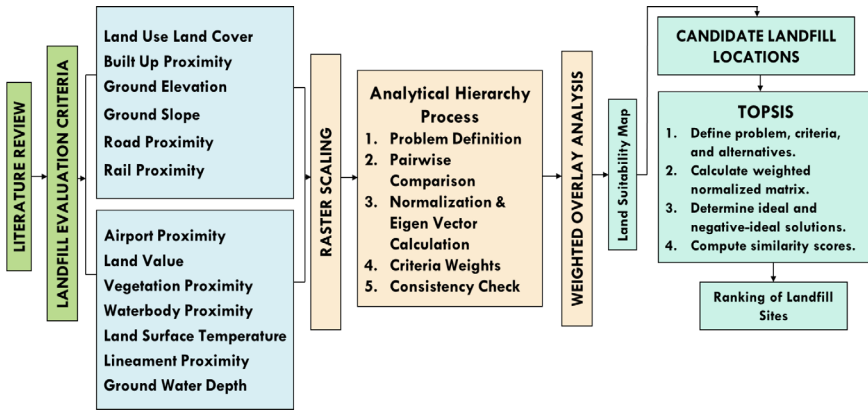 LITERATURE REVIEW
LANDFILL EVALUATION CRITERIA
Land Use Land Cover
Built Up Proximity
Ground Elevation
Ground Slope
Road Proximity
Rail Proximity
Airport Proximity
Land Value
Vegetation Proximity
Waterbody Proximity
Land Surface Temperature
Lineament Proximity
Ground Water Depth
RASTER SCALING
Analytical Hierarchy
Process
1. Problem Definition
2. Pairwise
Comparison
3. Normalization &
Eigen Vector
Calculation
4. Criteria Weights
5. Consistency Check
WEIGHTED OVERLAY ANALYSIS
Land Suitability Map
CANDIDATE LANDFILL
LOCATIONS
TOPSIS
1. Define problem, criteria,
and alternatives.
2. Calculate weighted
normalized matrix.
3. Determine ideal and
negative-ideal solutions.
4. Compute similarity scores.
Ranking of Landfill
Sites